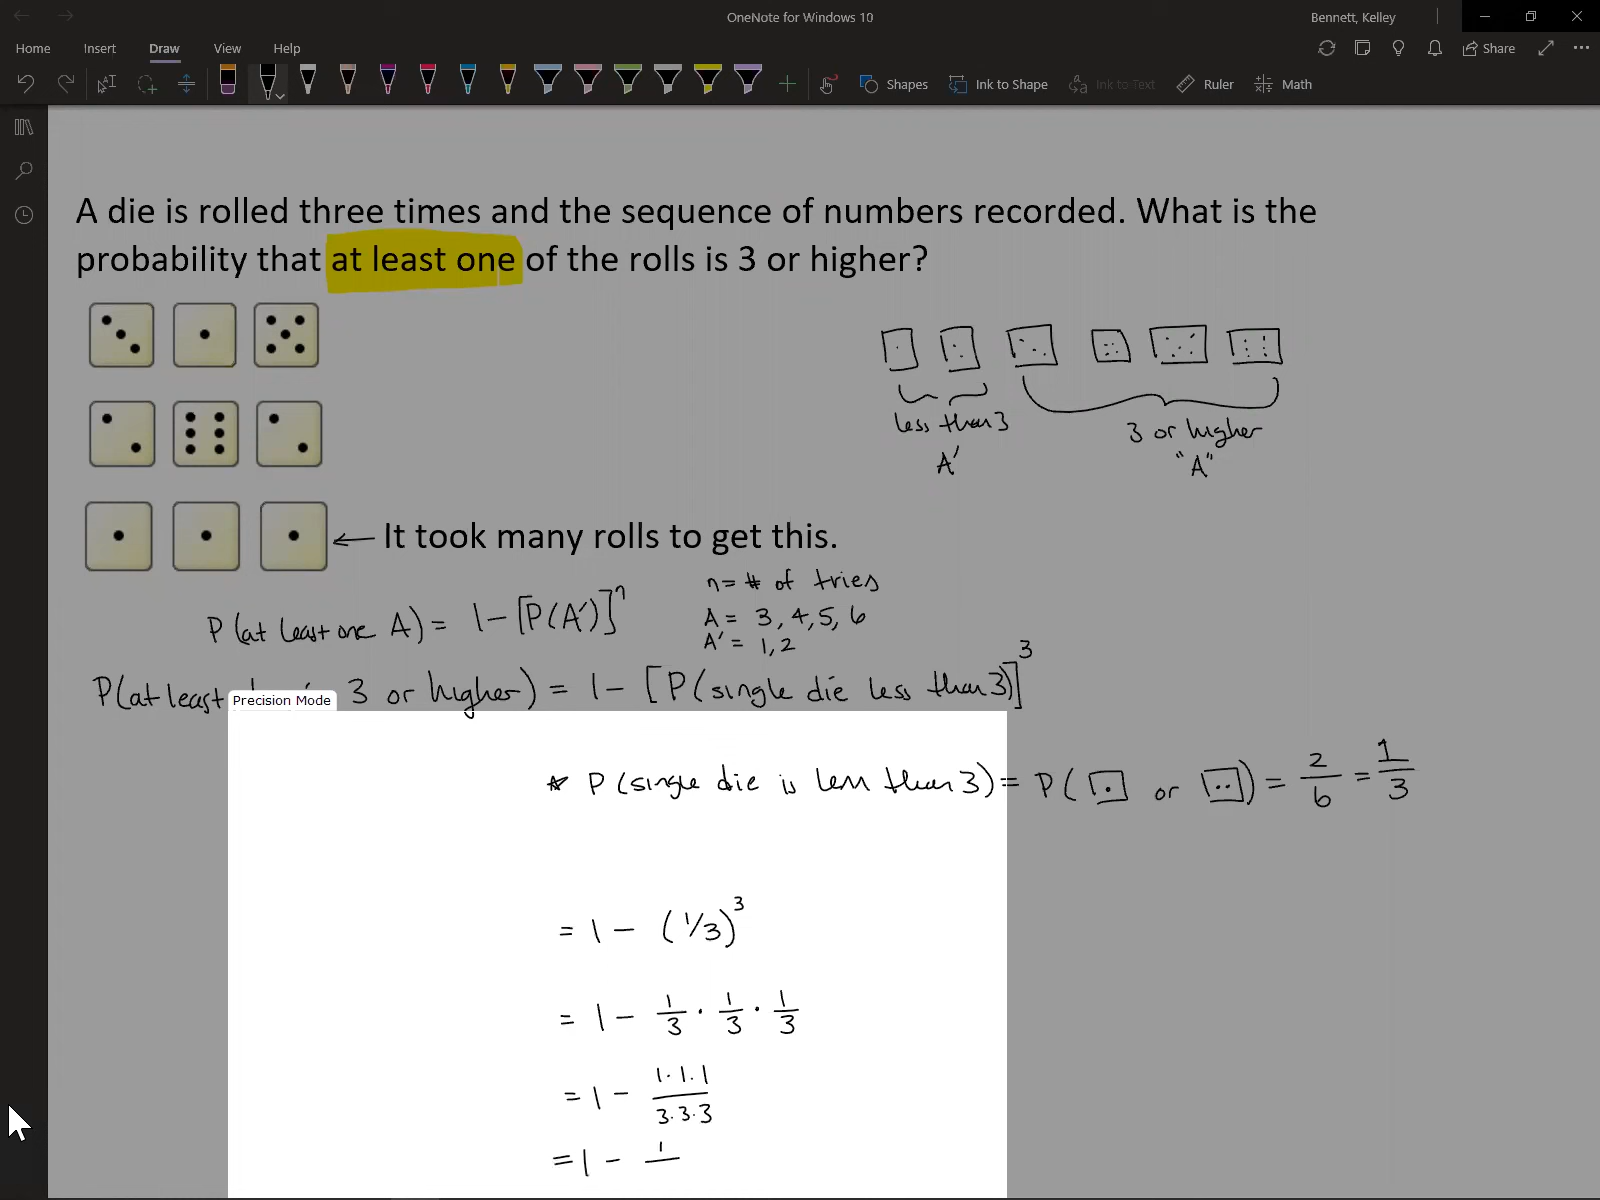 OneNote for Windows 10
Bennett, Kelley
Home Insert Draw View Help
Share
Shapes Ink to Shape Ink to Text Ruler Math
A die is rolled three times and the sequence of numbers recorded. What is the
probability that at least one of the rolls is 3 or higher?
less than 3
A'
3 or higher
"A"
← It took many rolls to get this.
n = # of tries
P(at least one A) = 1 - [P(A')]ⁿ
A = 3, 4, 5, 6
A' = 1, 2
P(at least 3 or higher) = 1 - [P(single die less than 3)]³
Precision Mode
* P(single die is less than 3) = P(⚀ or ⚁) = 2/6 = 1/3
= 1 - (1/3)³
= 1 - 1/3 · 1/3 · 1/3
= 1 - 1·1·1/3·3·3
= 1 - 1/